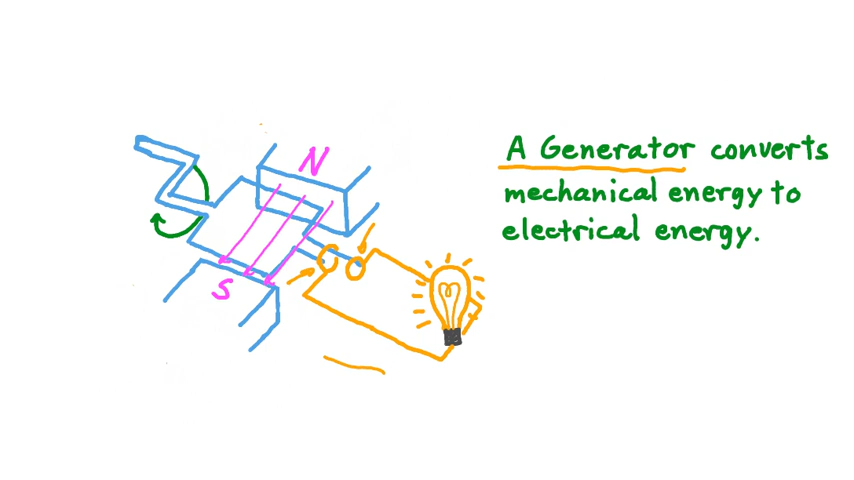 N
S
A Generator converts
mechanical energy to
electrical energy.